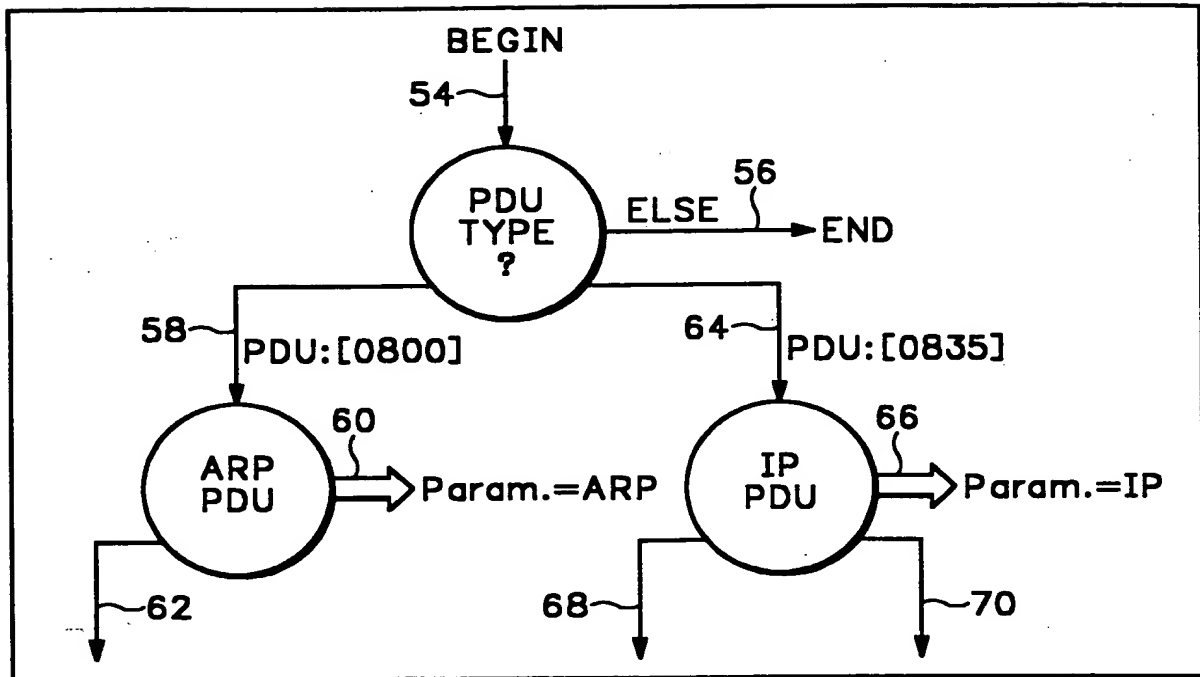 BEGIN
54
PDU
TYPE
?
ELSE
56
END
58
PDU:[0800]
64
PDU:[0835]
ARP
PDU
60
Param.=ARP
IP
PDU
66
Param.=IP
62
68
70